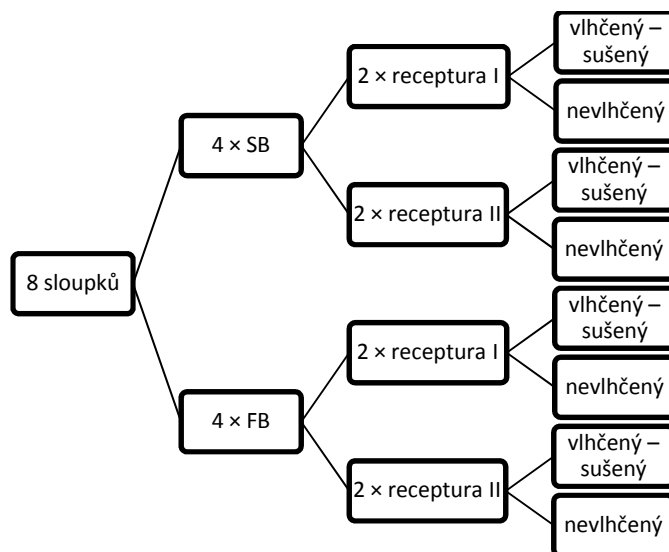 8 sloupků
4 × SB
2 × receptura I
vlhčený –
sušený
nevlhčený
2 × receptura II
vlhčený –
sušený
nevlhčený
4 × FB
2 × receptura I
vlhčený –
sušený
nevlhčený
2 × receptura II
vlhčený –
sušený
nevlhčený